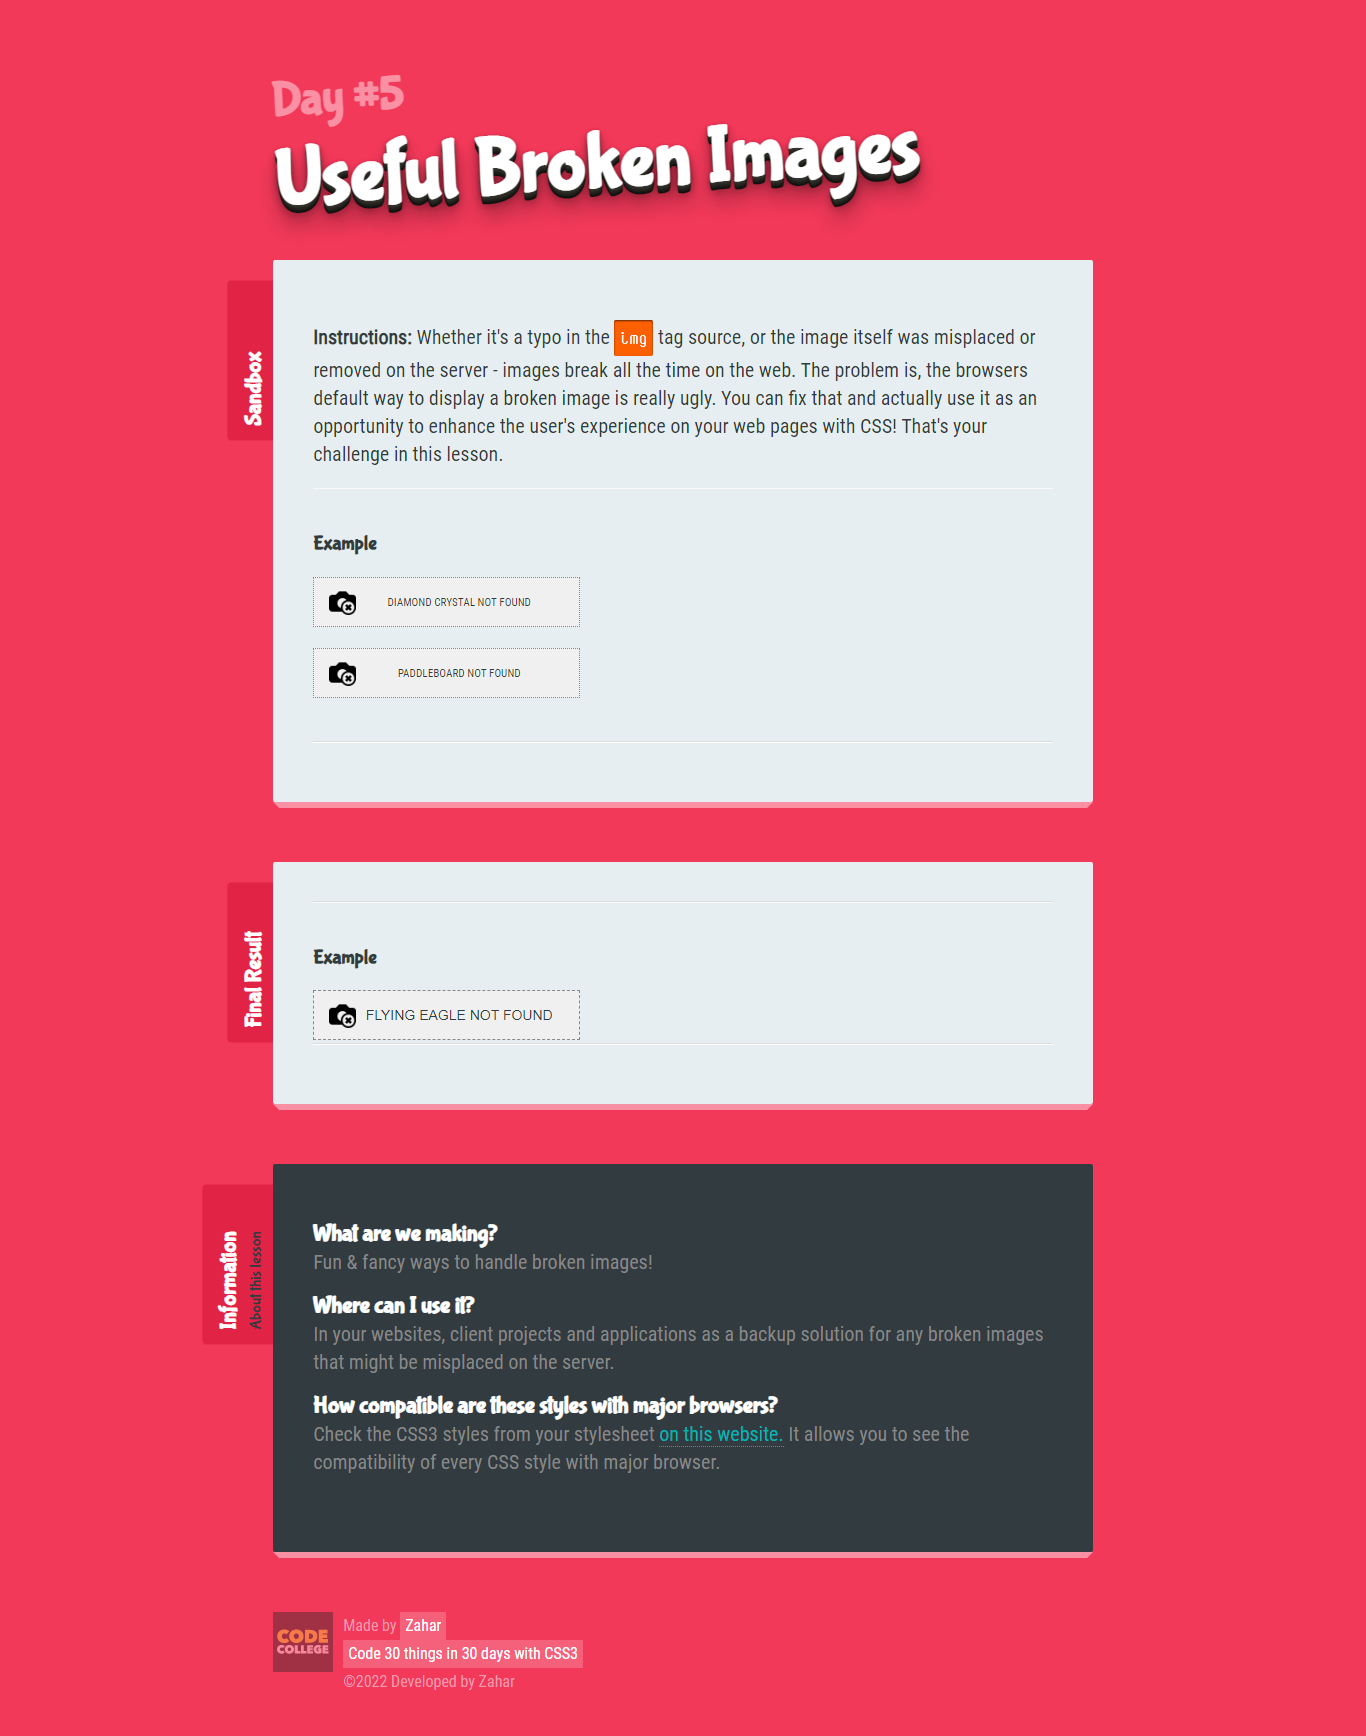 Day #5
Useful Broken Images
Sandbox
Instructions: Whether it's a typo in the img tag source, or the image itself was misplaced or
removed on the server - images break all the time on the web. The problem is, the browsers
default way to display a broken image is really ugly. You can fix that and actually use it as an
opportunity to enhance the user's experience on your web pages with CSS! That's your
challenge in this lesson.
Example
DIAMOND CRYSTAL NOT FOUND
PADDLEBOARD NOT FOUND
Final Result
Example
FLYING EAGLE NOT FOUND
Information
About this lesson
What are we making?
Fun & fancy ways to handle broken images!
Where can I use it?
In your websites, client projects and applications as a backup solution for any broken images
that might be misplaced on the server.
How compatible are these styles with major browsers?
Check the CSS3 styles from your stylesheet on this website. It allows you to see the
compatibility of every CSS style with major browser.
CODE
COLLEGE
Made by Zahar
Code 30 things in 30 days with CSS3
©2022 Developed by Zahar